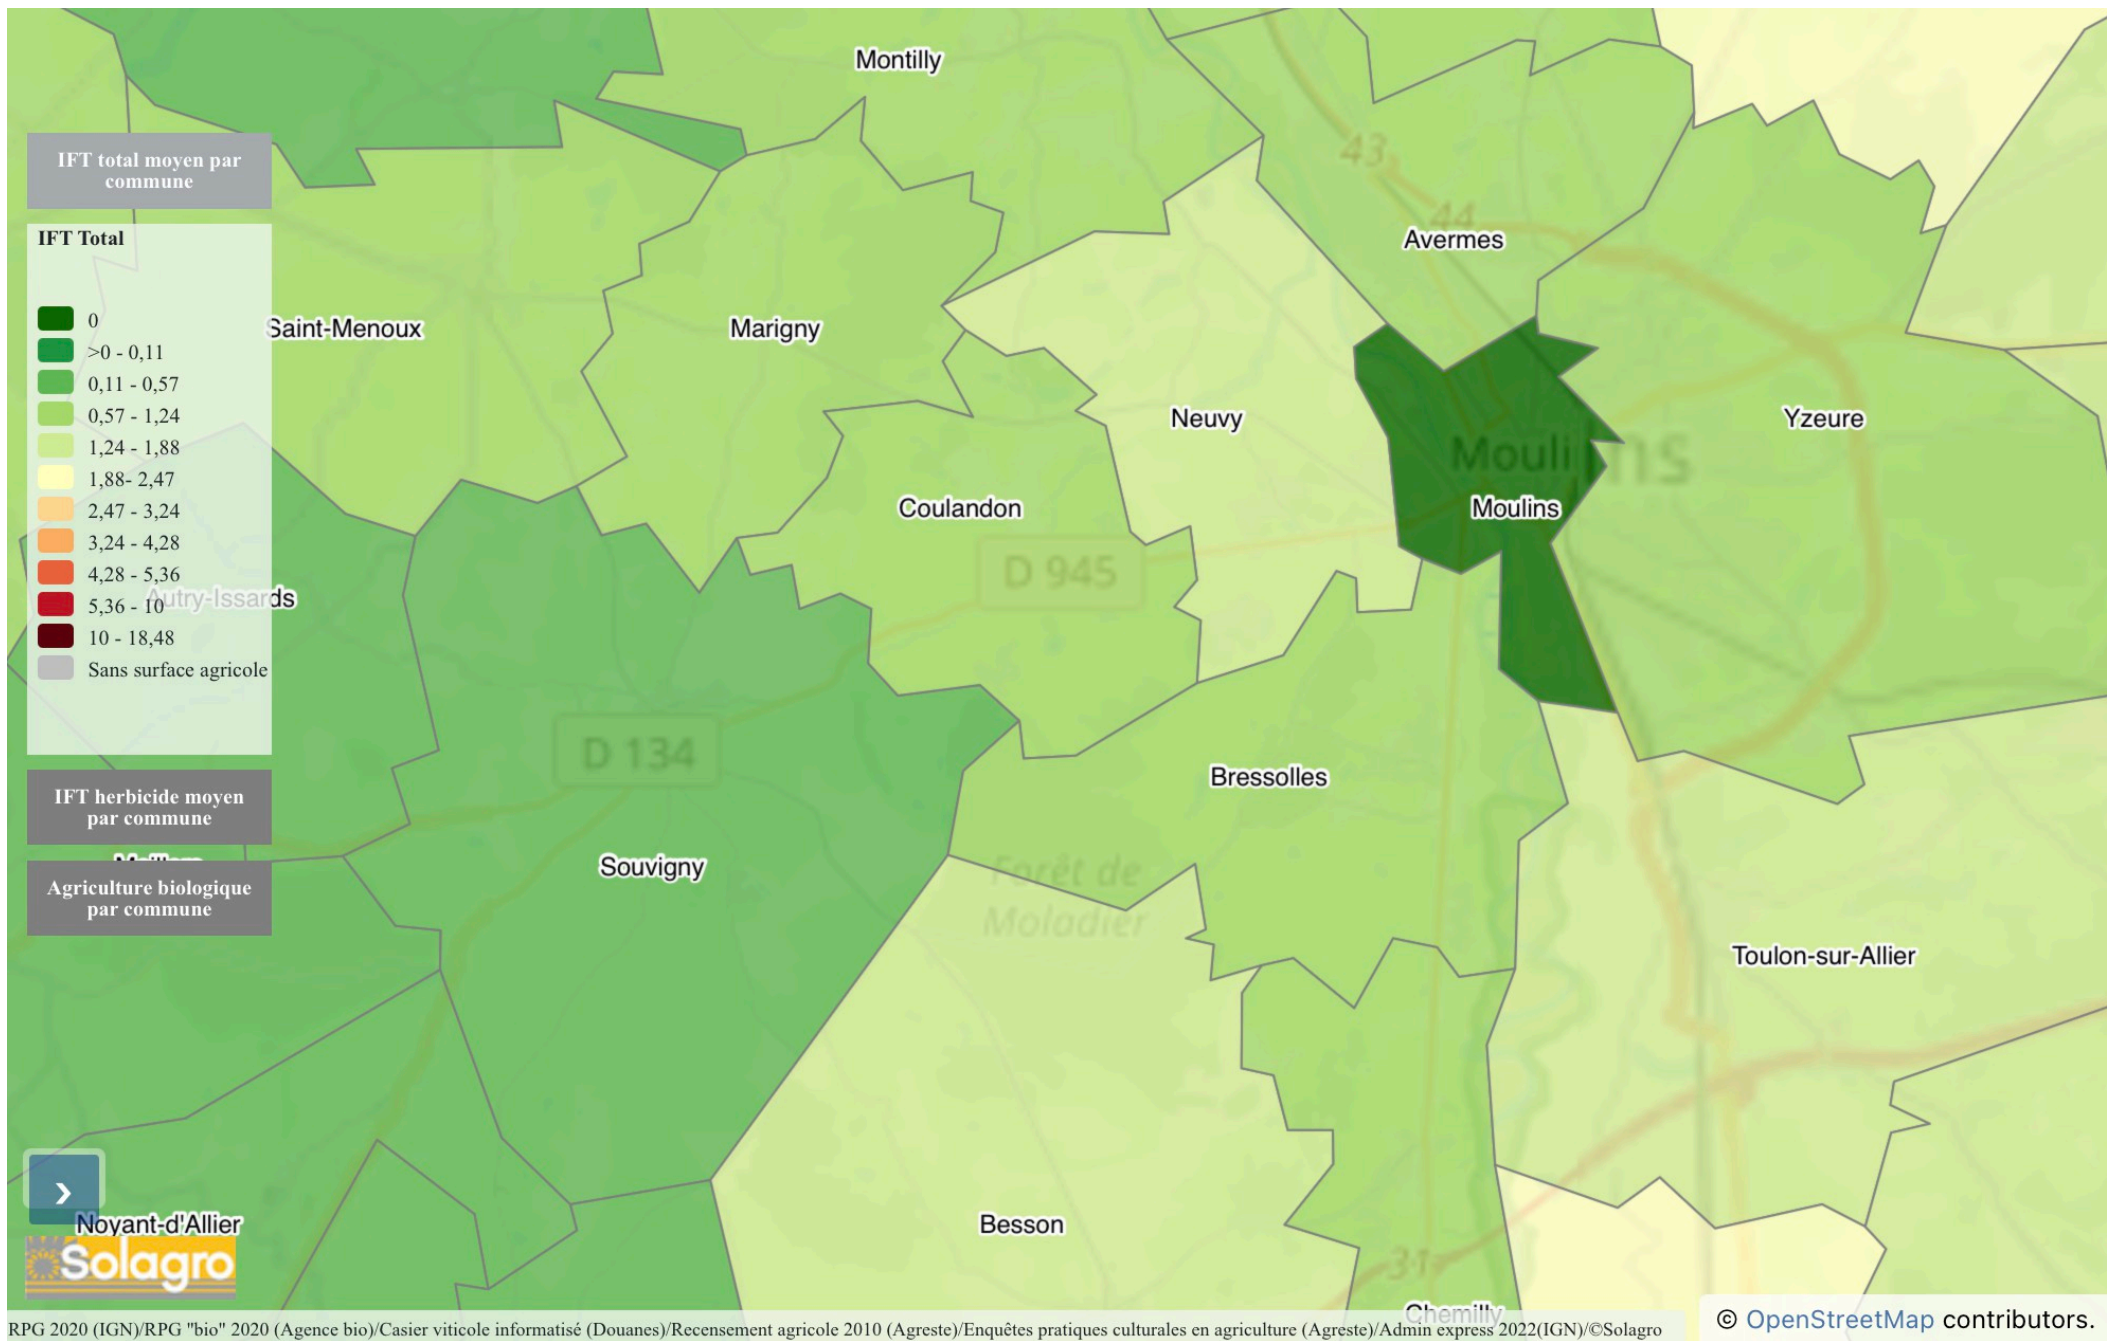 Montilly
IFT total moyen par
commune
43
44
Avermes
IFT Total
0
>0 - 0,11
0,11 - 0,57
0,57 - 1,24
1,24 - 1,88
1,88- 2,47
2,47 - 3,24
3,24 - 4,28
4,28 - 5,36
5,36 - 10
10 - 18,48
Sans surface agricole
Saint-Menoux
Marigny
Neuvy
Yzeure
Moulins
Coulandon
Moulins
D 945
Autry-Issards
D 134
Bressolles
IFT herbicide moyen
par commune
Souvigny
Forêt de
Moladier
Agriculture biologique
par commune
Toulon-sur-Allier
›
Noyant-d'Allier
Besson
Solagro
31
Chemilly
RPG 2020 (IGN)/RPG "bio" 2020 (Agence bio)/Casier viticole informatisé (Douanes)/Recensement agricole 2010 (Agreste)/Enquêtes pratiques culturales en agriculture (Agreste)/Admin express 2022(IGN)/©Solagro
© OpenStreetMap contributors.